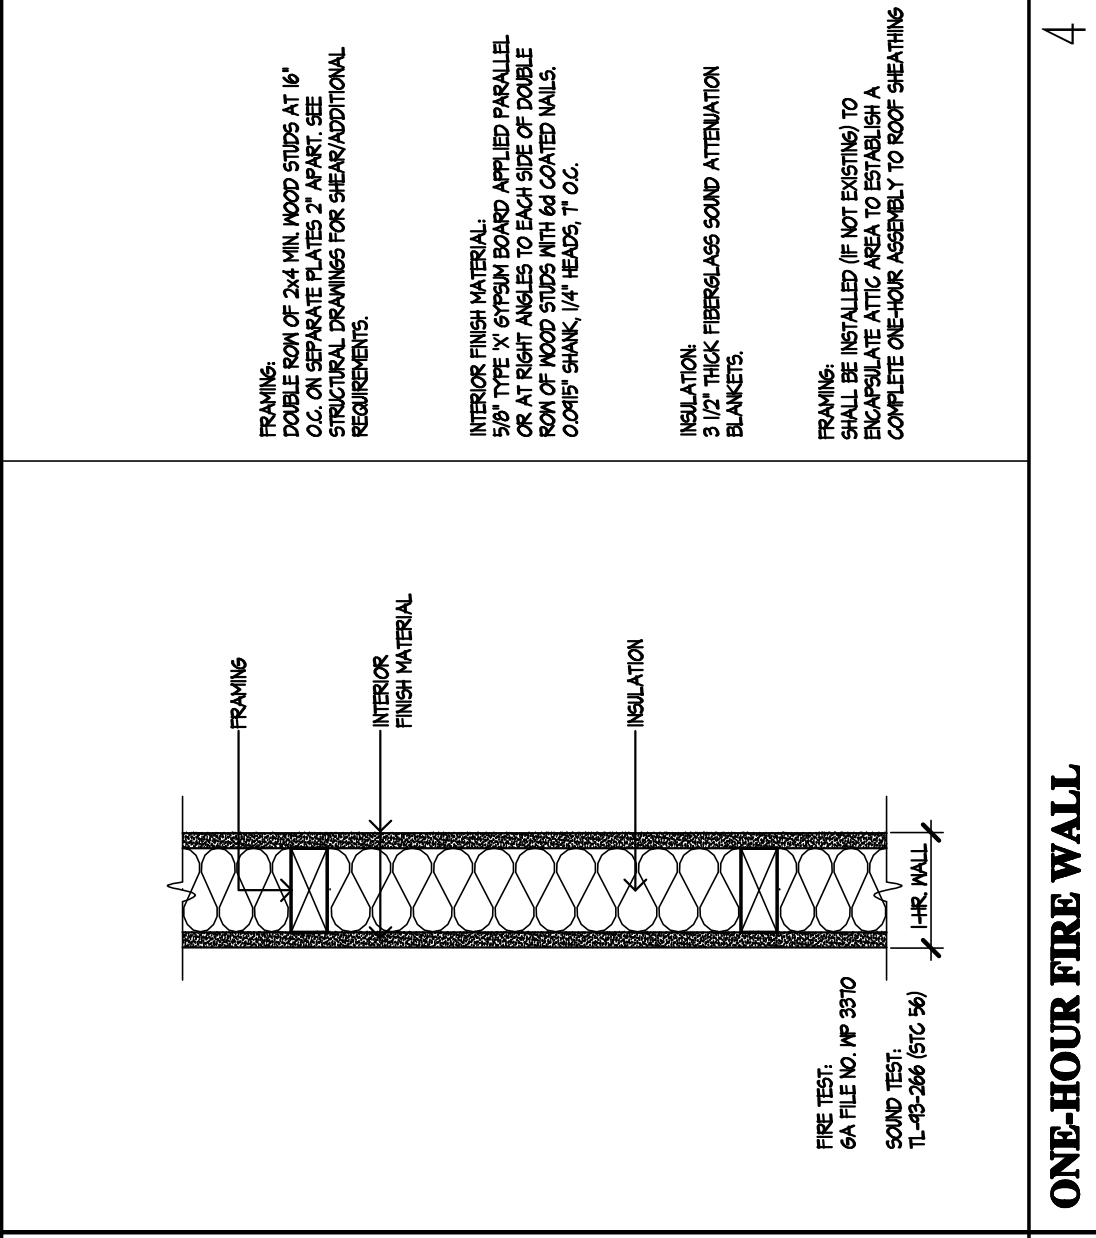 FRAMING
INTERIOR
FINISH MATERIAL
INSULATION
1-HR. WALL
FIRE TEST:
GA FILE NO. WP 3370
SOUND TEST:
TL-93-266 (STC 56)
FRAMING:
DOUBLE ROW OF 2x4 MIN. WOOD STUDS AT 16"
O.C. ON SEPARATE PLATES 2" APART. SEE
STRUCTURAL DRAWINGS FOR SHEAR/ADDITIONAL
REQUIREMENTS.
INTERIOR FINISH MATERIAL:
5/8" TYPE 'X' GYPSUM BOARD APPLIED PARALLEL
OR AT RIGHT ANGLES TO EACH SIDE OF DOUBLE
ROW OF WOOD STUDS WITH 6d COATED NAILS.
0.0915" SHANK, 1/4" HEADS, 7" O.C.
INSULATION:
3 1/2" THICK FIBERGLASS SOUND ATTENUATION
BLANKETS.
FRAMING:
SHALL BE INSTALLED (IF NOT EXISTING) TO
ENCAPSULATE ATTIC AREA TO ESTABLISH A
COMPLETE ONE-HOUR ASSEMBLY TO ROOF SHEATHING
ONE-HOUR FIRE WALL
4